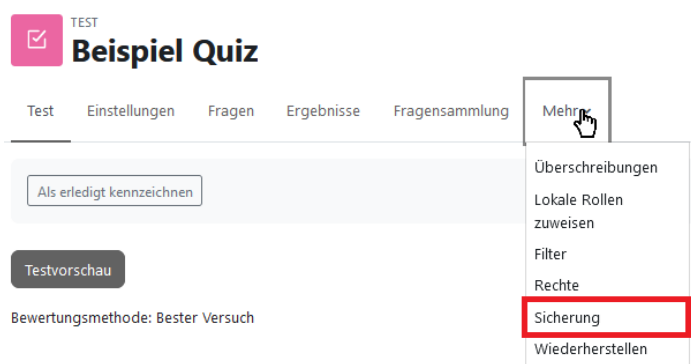 TEST
Beispiel Quiz
Test Einstellungen Fragen Ergebnisse Fragensammlung Mehr
Überschreibungen
Lokale Rollen
zuweisen
Filter
Rechte
Sicherung
Wiederherstellen
Als erledigt kennzeichnen
Testvorschau
Bewertungsmethode: Bester Versuch